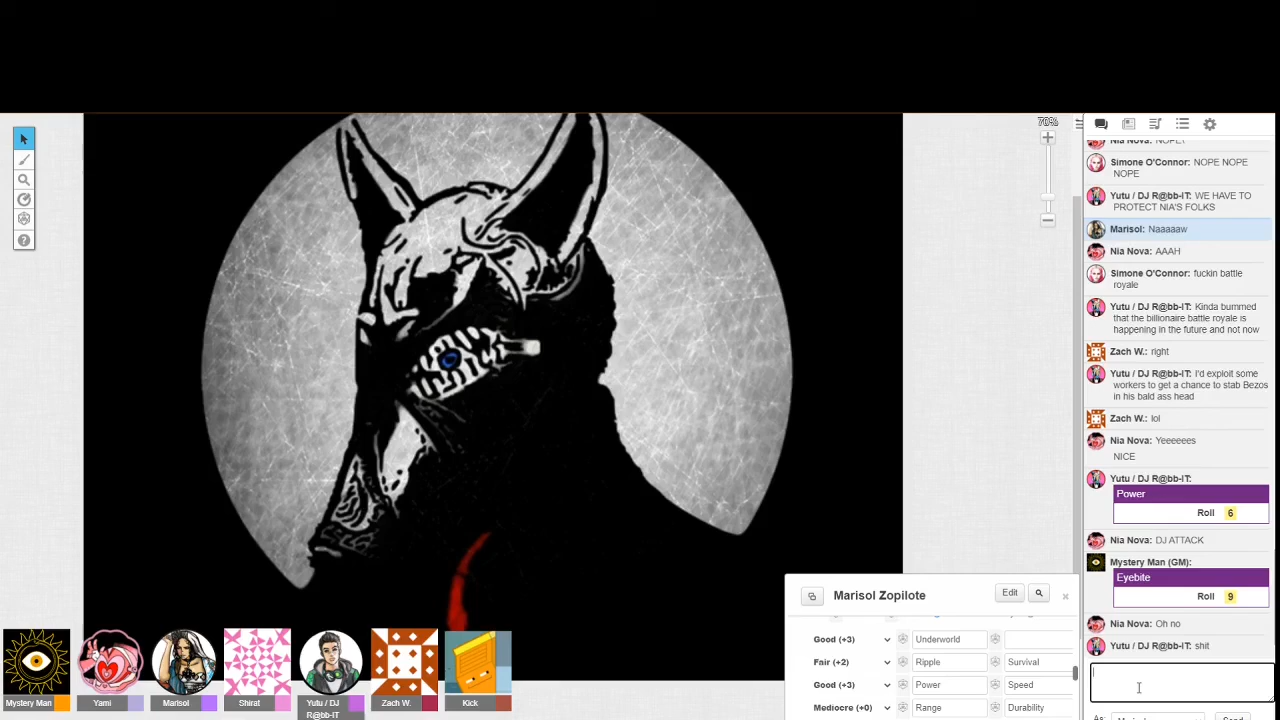 70%
Nia Nova: NOPE!
Simone O'Connor: NOPE NOPE
NOPE
Yutu / DJ R@bb-IT: WE HAVE TO
PROTECT NIA'S FOLKS
Marisol: Naaaaaw
Nia Nova: AAAH
Simone O'Connor: fuckin battle
royale
Yutu / DJ R@bb-IT: Kinda bummed
that the billionaire battle royale is
happening in the future and not now
Zach W.: right
Yutu / DJ R@bb-IT: I'd exploit some
workers to get a chance to stab Bezos
in his bald ass head
Zach W.: lol
Nia Nova: Yeeeeees
NICE
Yutu / DJ R@bb-IT:
Power
Roll 6
Nia Nova: DJ ATTACK
Mystery Man (GM):
Eyebite
Roll 9
Nia Nova: Oh no
Yutu / DJ R@bb-IT: shit
As:
Send
Marisol Zopilote
Edit
Good (+3) Underworld
Fair (+2) Ripple Survival
Good (+3) Power Speed
Mediocre (+0) Range Durability
Mystery Man
Yami
Marisol
Shirat
Yutu / DJ
R@bb-IT
Zach W.
Kick